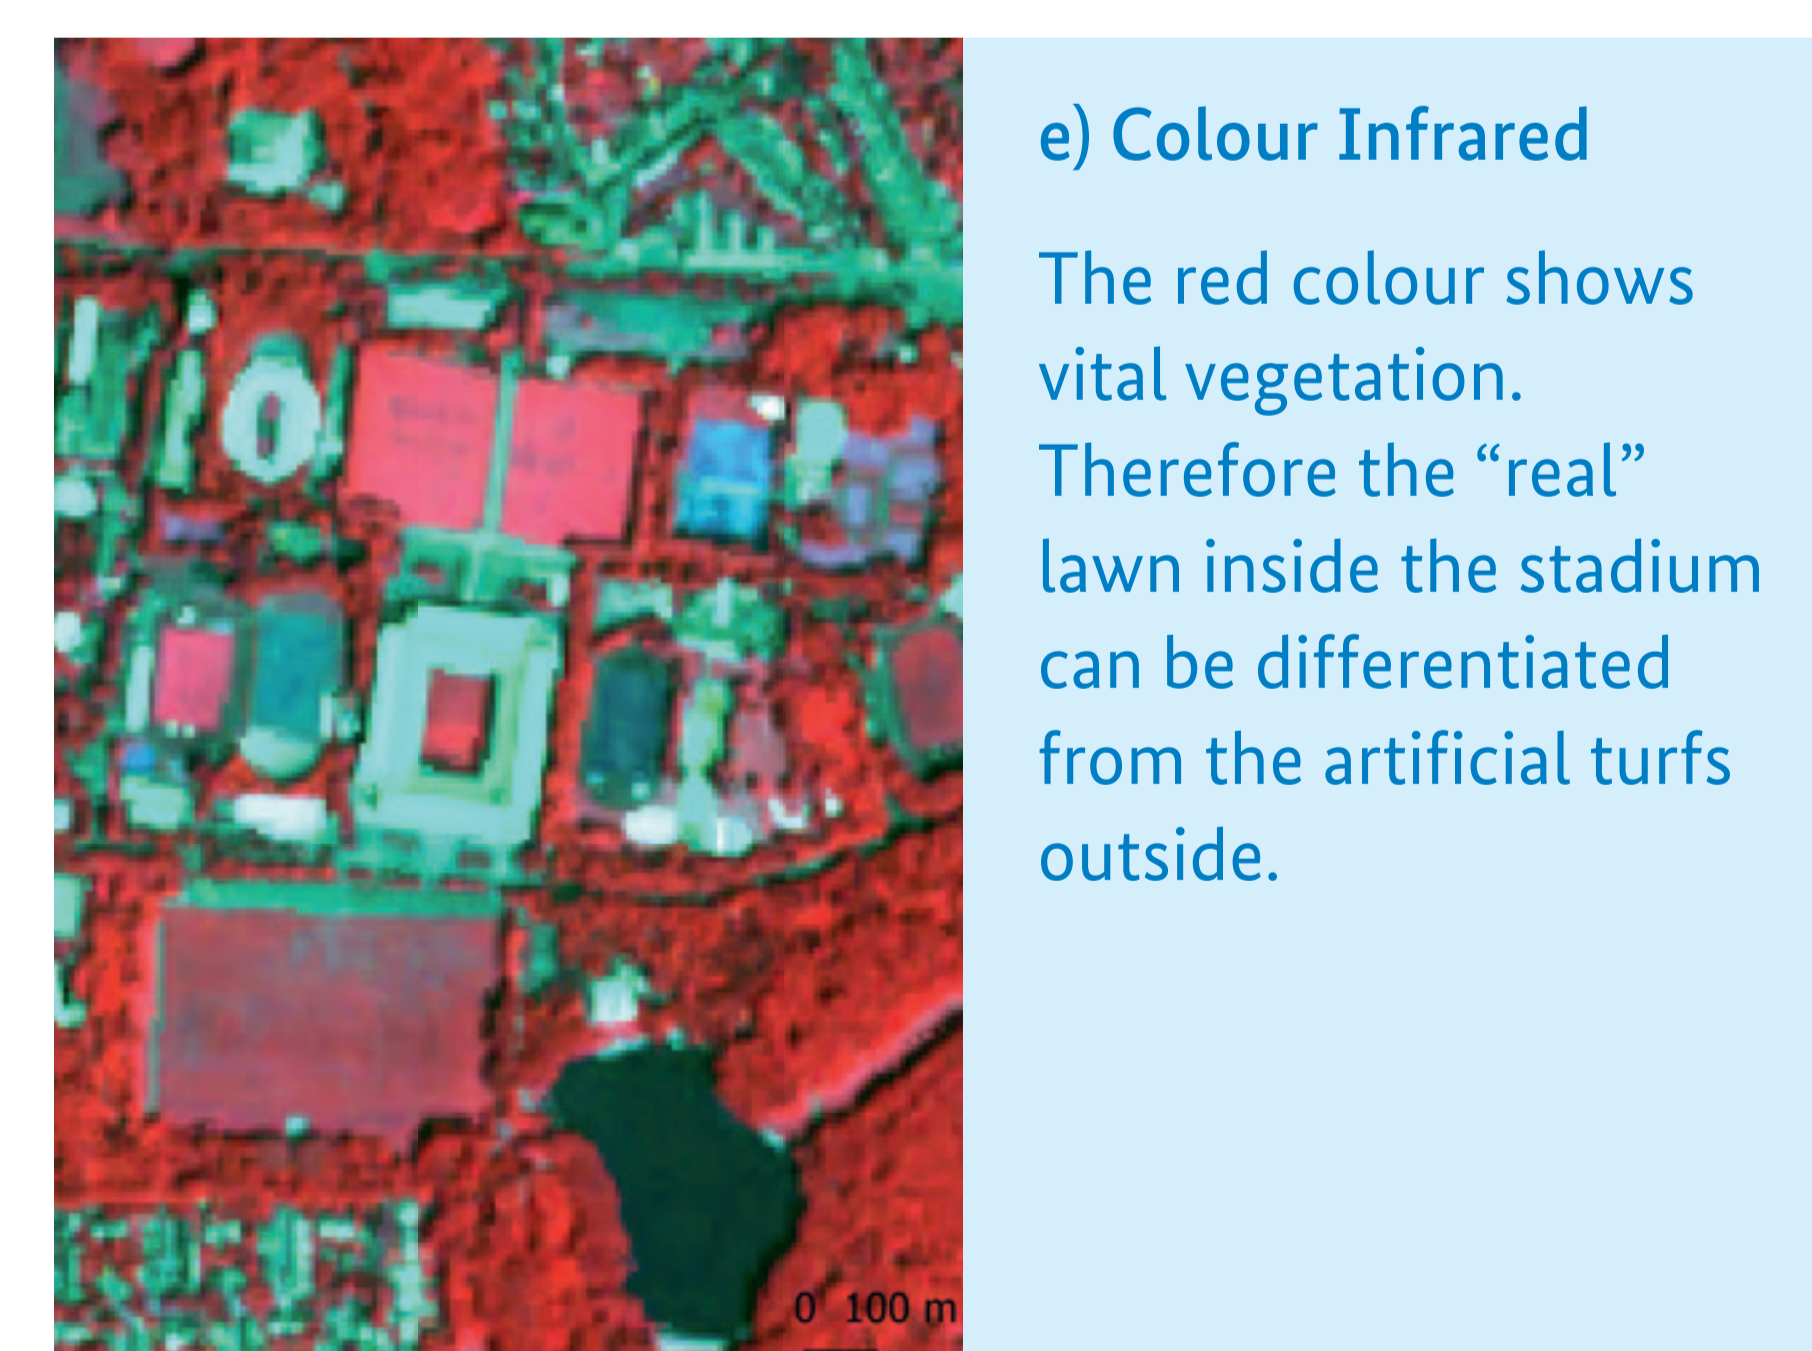 e) Colour Infrared
The red colour shows
vital vegetation.
Therefore the “real”
lawn inside the stadium
can be differentiated
from the artificial turfs
outside.
0 100 m